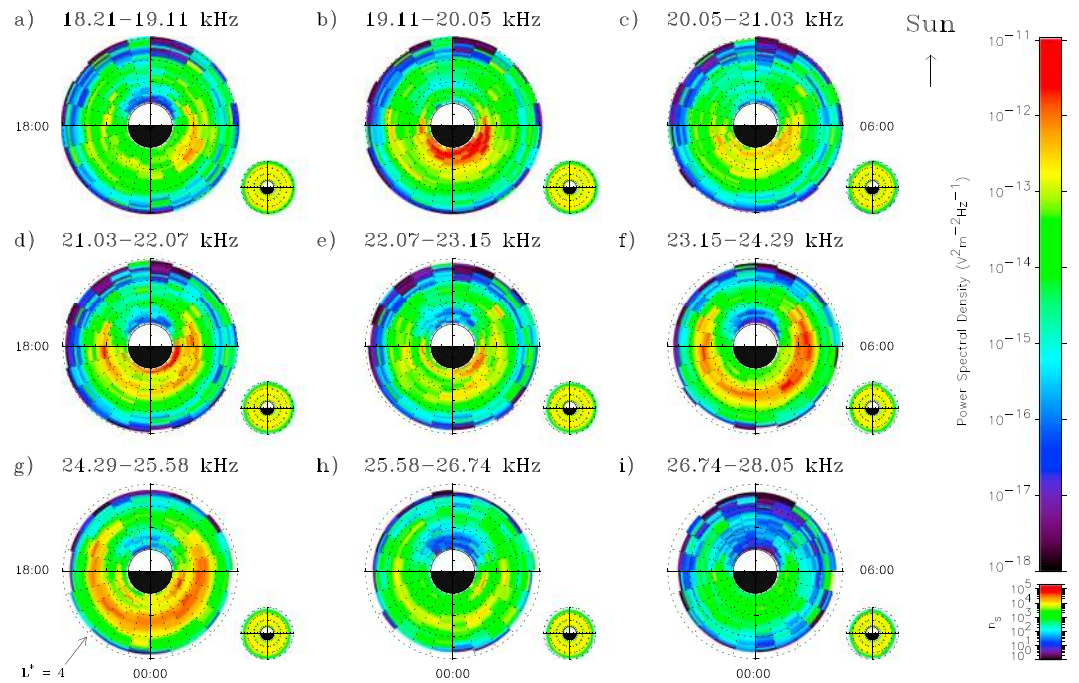 a) 18.21−19.11 kHz
b) 19.11−20.05 kHz
c) 20.05−21.03 kHz
Sun
18:00
06:00
d) 21.03−22.07 kHz
e) 22.07−23.15 kHz
f) 23.15−24.29 kHz
18:00
06:00
g) 24.29−25.58 kHz
h) 25.58−26.74 kHz
i) 26.74−28.05 kHz
18:00
06:00
L* = 4
00:00
00:00
00:00
Power Spectral Density (V²m⁻²Hz⁻¹)
10⁻¹¹
10⁻¹²
10⁻¹³
10⁻¹⁴
10⁻¹⁵
10⁻¹⁶
10⁻¹⁷
10⁻¹⁸
nₛ
10⁵
10⁴
10³
10²
10¹
10⁰